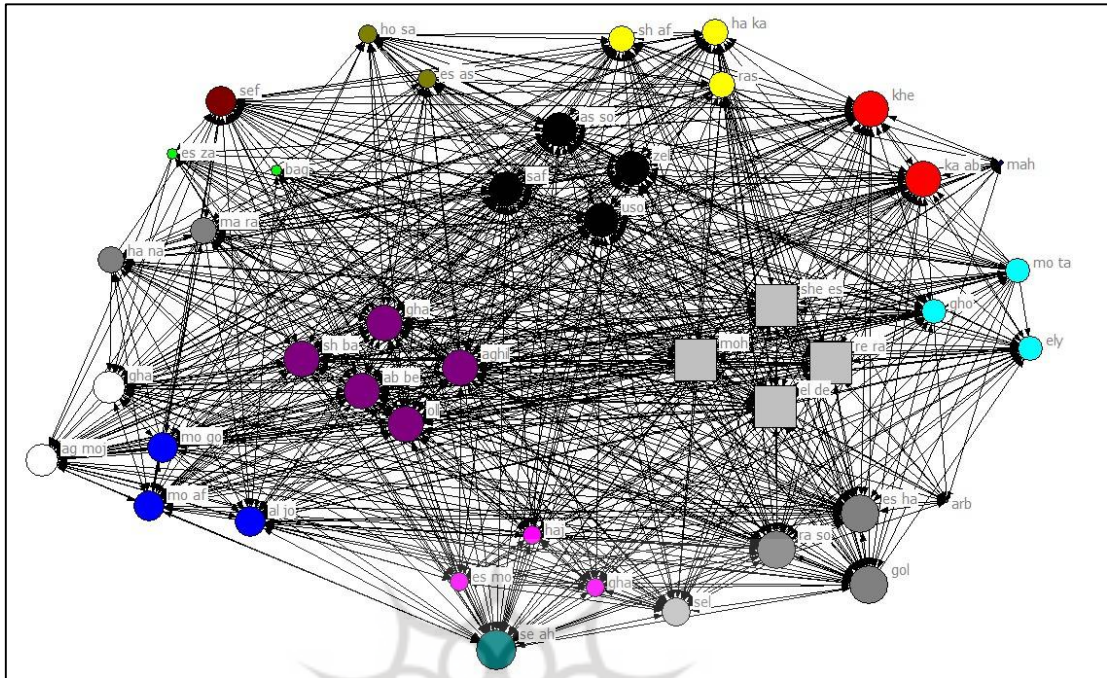 ho sa
sh af
ha ka
es as
ras
sef
khe
as so
es za
bag
zei
saf
ka ab
mah
uso
ma ra
ha na
mo ta
she es
gho
gha
sh ba
aghil
moh
re ra
ely
gha
ab be
el de
oli
mo go
ag moj
mo af
al jo
es ha
arb
haj
ra so
es mo
gha
gol
sel
se ah